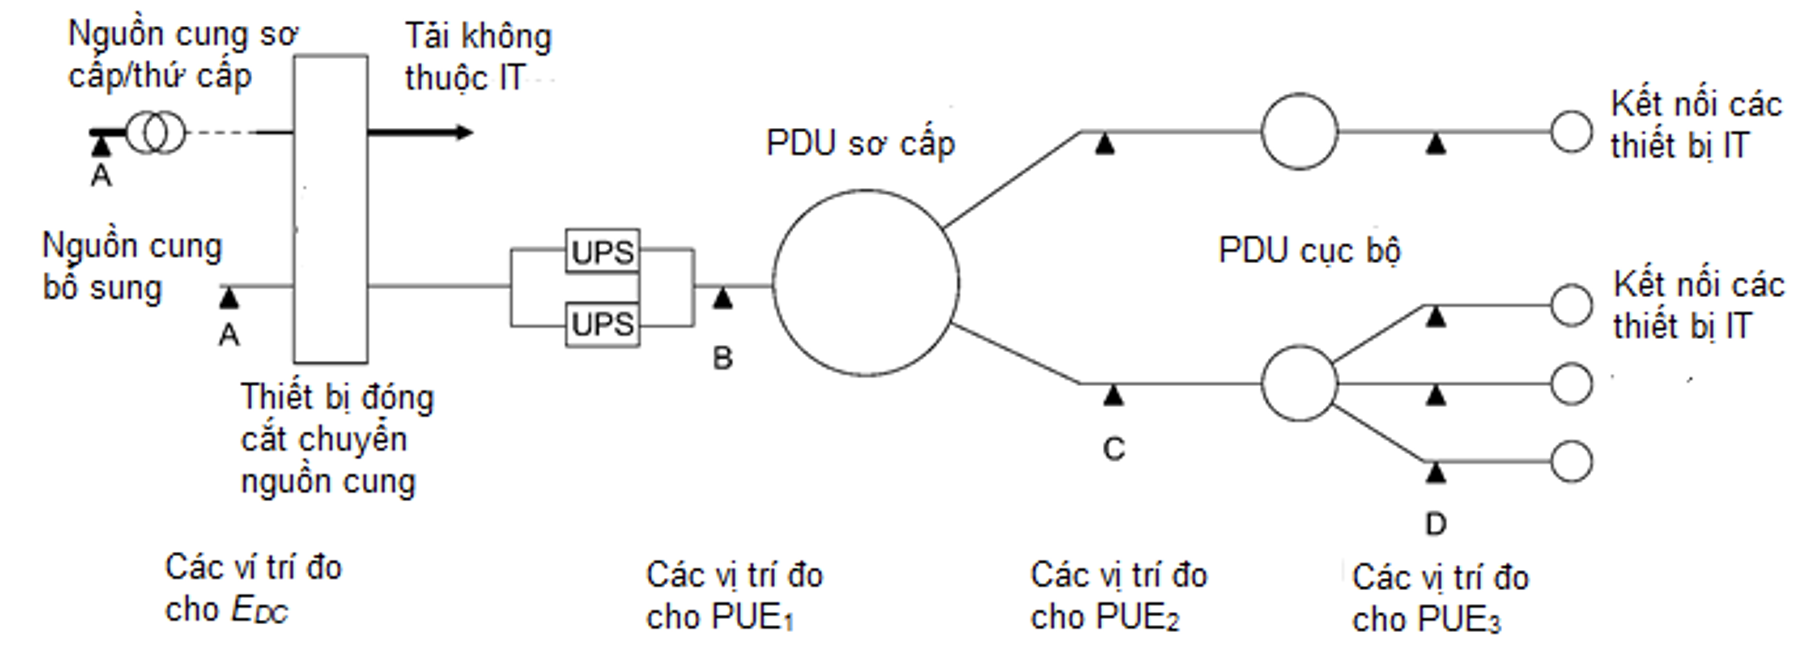 Nguồn cung sơ
cấp/thứ cấp
Tải không
thuộc IT
A
Nguồn cung
bổ sung
A
Thiết bị đóng
cắt chuyển
nguồn cung
UPS
UPS
B
PDU sơ cấp
C
PDU cục bộ
D
Kết nối các
thiết bị IT
Kết nối các
thiết bị IT
Các ví trí đo
cho EDC
Các vị trí đo
cho PUE1
Các vị trí đo
cho PUE2
Các vị trí đo
cho PUE3